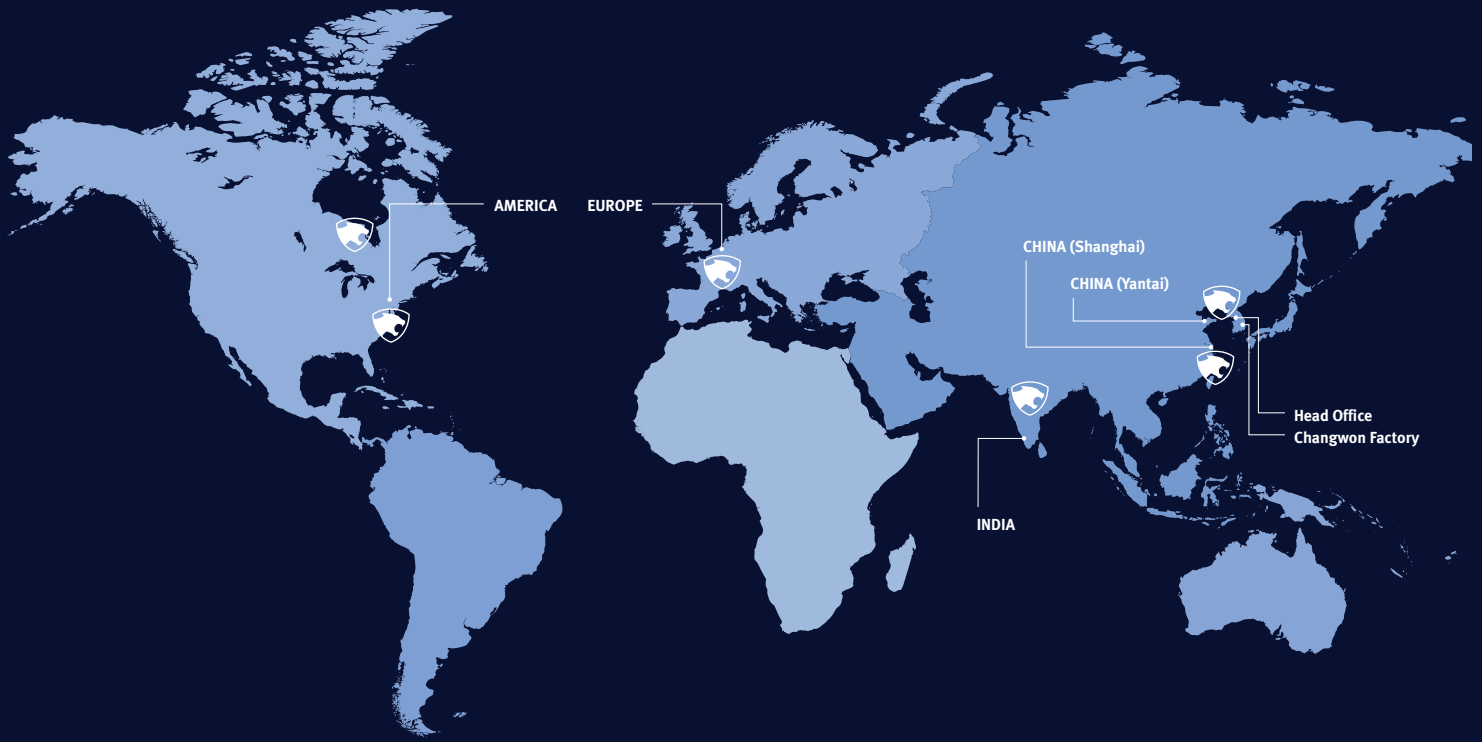 AMERICA
EUROPE
CHINA (Shanghai)
CHINA (Yantai)
Head Office
Changwon Factory
INDIA